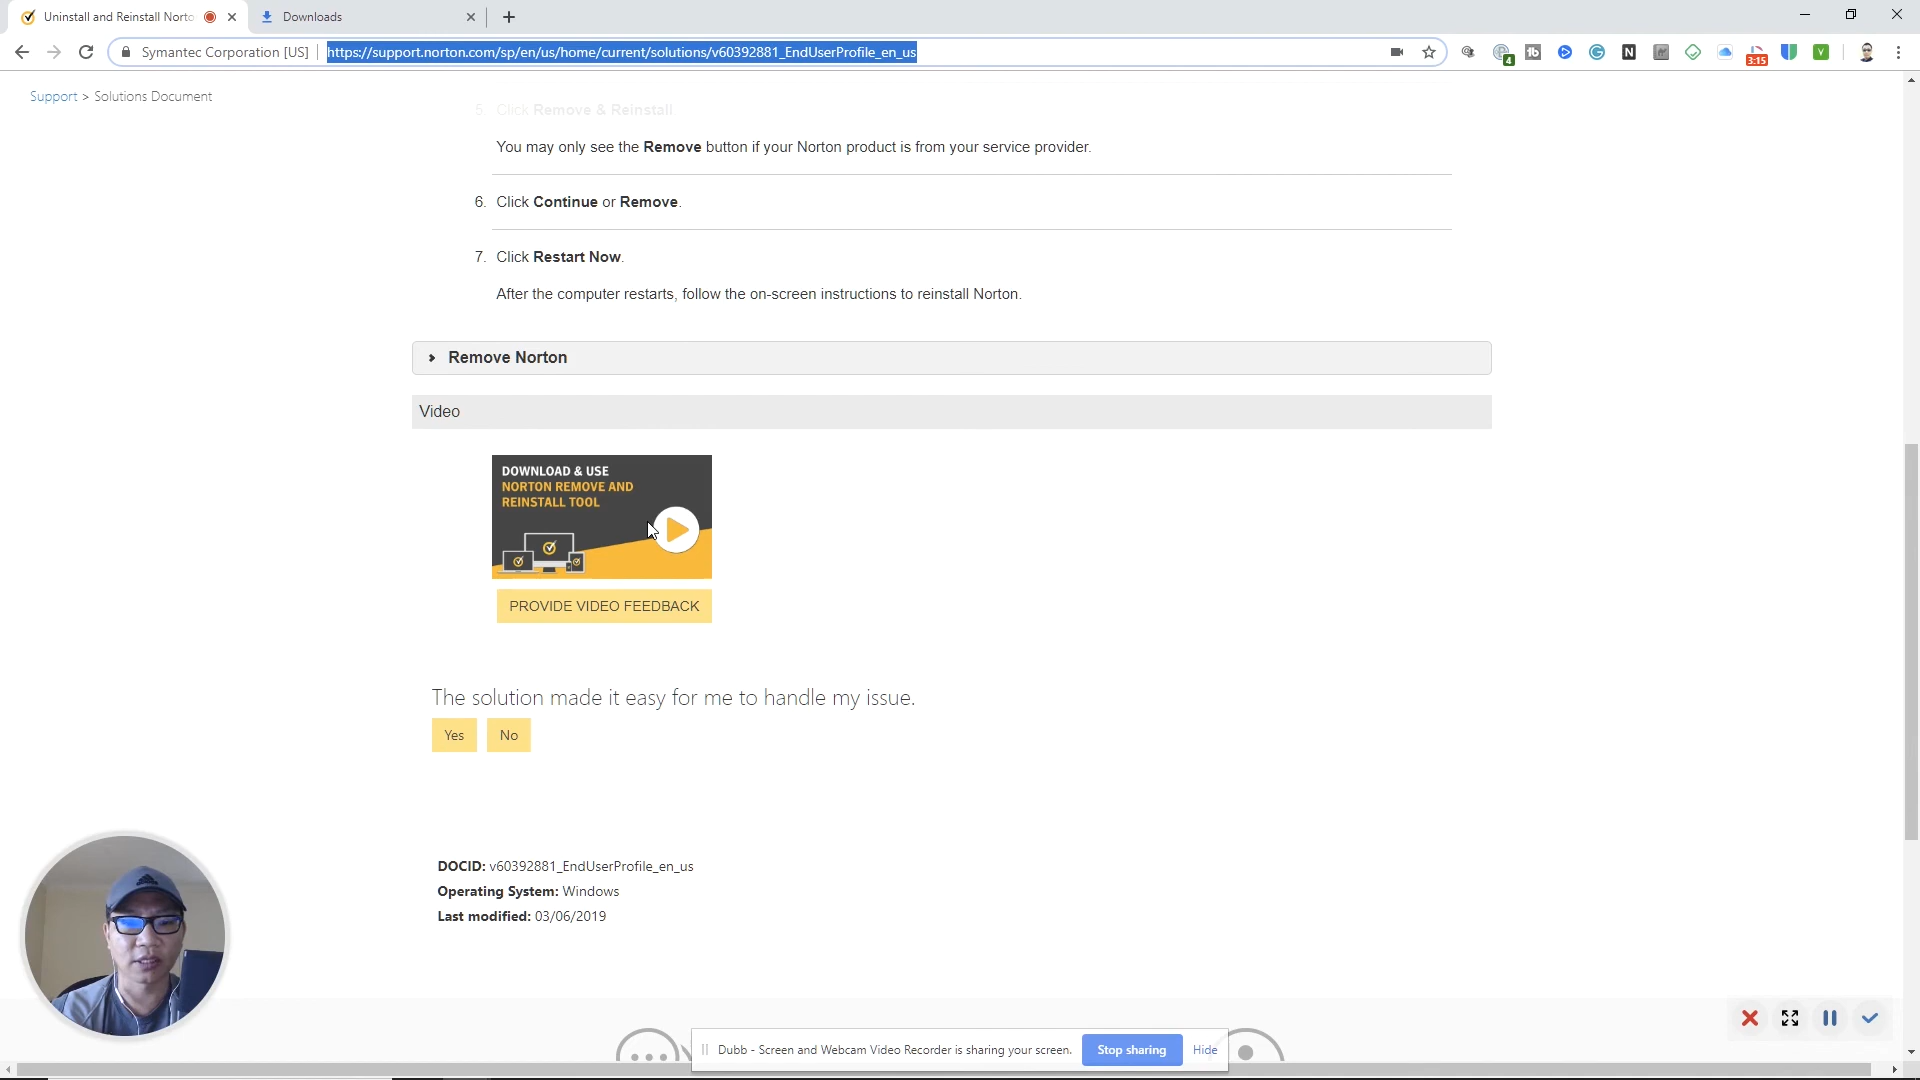 Uninstall and Reinstall Norto
Downloads
Symantec Corporation [US]
https://support.norton.com/sp/en/us/home/current/solutions/v60392881_EndUserProfile_en_us
4
tb
G
N
3:15
V
Support > Solutions Document
5. Click Remove & Reinstall
You may only see the Remove button if your Norton product is from your service provider.
6. Click Continue or Remove.
7. Click Restart Now.
After the computer restarts, follow the on-screen instructions to reinstall Norton.
Remove Norton
Video
DOWNLOAD & USE
NORTON REMOVE AND
REINSTALL TOOL
PROVIDE VIDEO FEEDBACK
The solution made it easy for me to handle my issue.
Yes No
DOCID: v60392881_EndUserProfile_en_us
Operating System: Windows
Last modified: 03/06/2019
Dubb - Screen and Webcam Video Recorder is sharing your screen. Stop sharing Hide